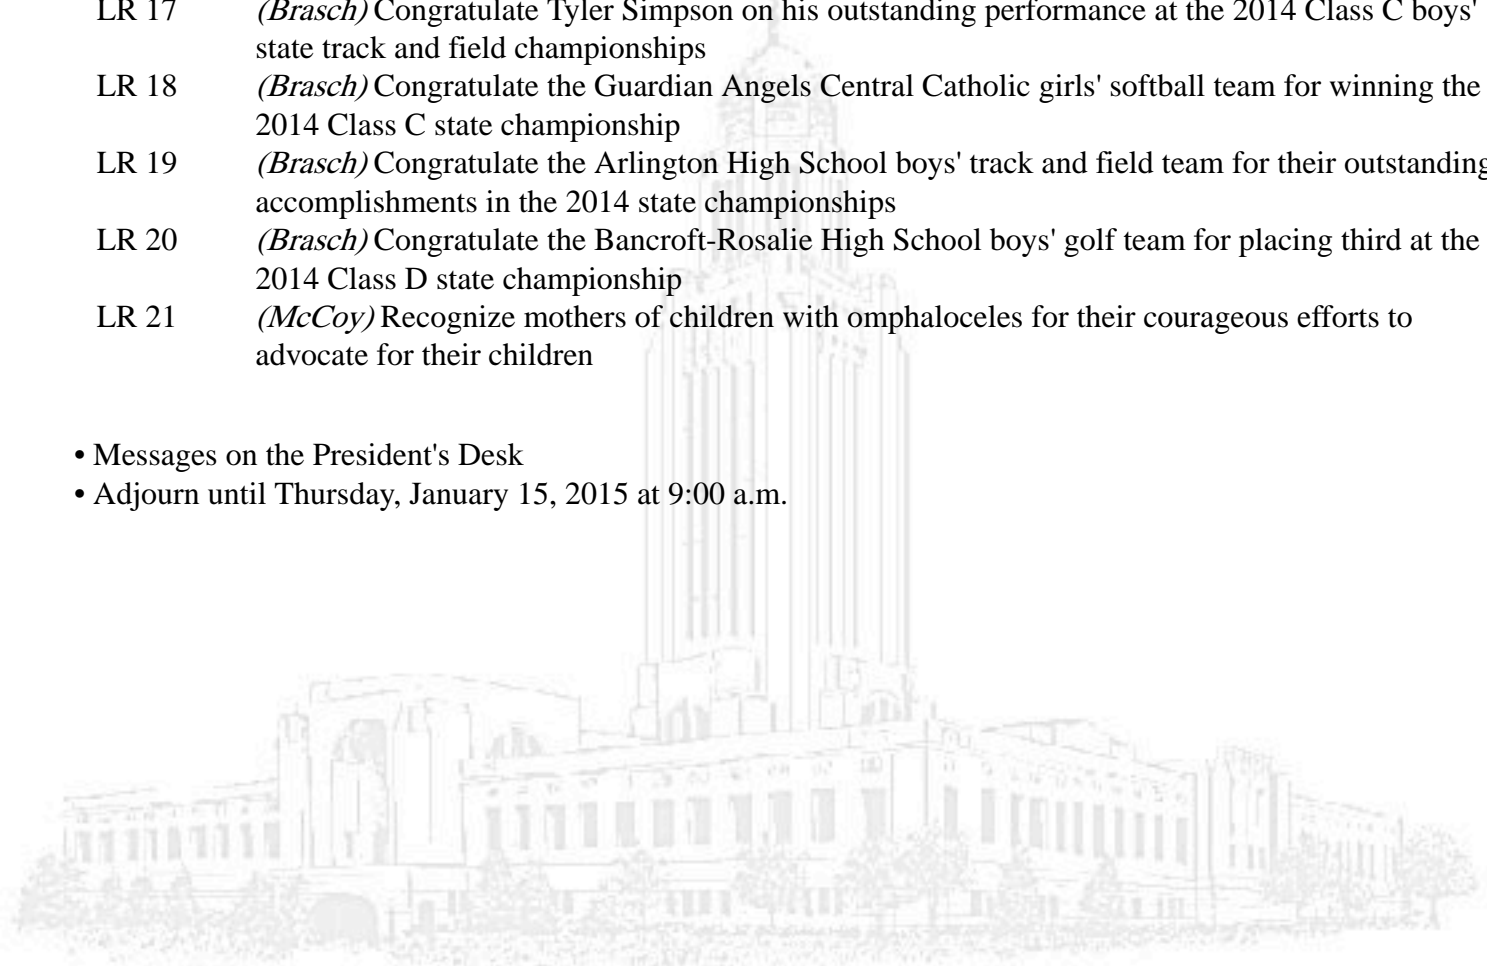 LR 17 (Brasch) Congratulate Tyler Simpson on his outstanding performance at the 2014 Class C boys'
state track and field championships
LR 18 (Brasch) Congratulate the Guardian Angels Central Catholic girls' softball team for winning the
2014 Class C state championship
LR 19 (Brasch) Congratulate the Arlington High School boys' track and field team for their outstanding
accomplishments in the 2014 state championships
LR 20 (Brasch) Congratulate the Bancroft-Rosalie High School boys' golf team for placing third at the
2014 Class D state championship
LR 21 (McCoy) Recognize mothers of children with omphaloceles for their courageous efforts to
advocate for their children
• Messages on the President's Desk
• Adjourn until Thursday, January 15, 2015 at 9:00 a.m.